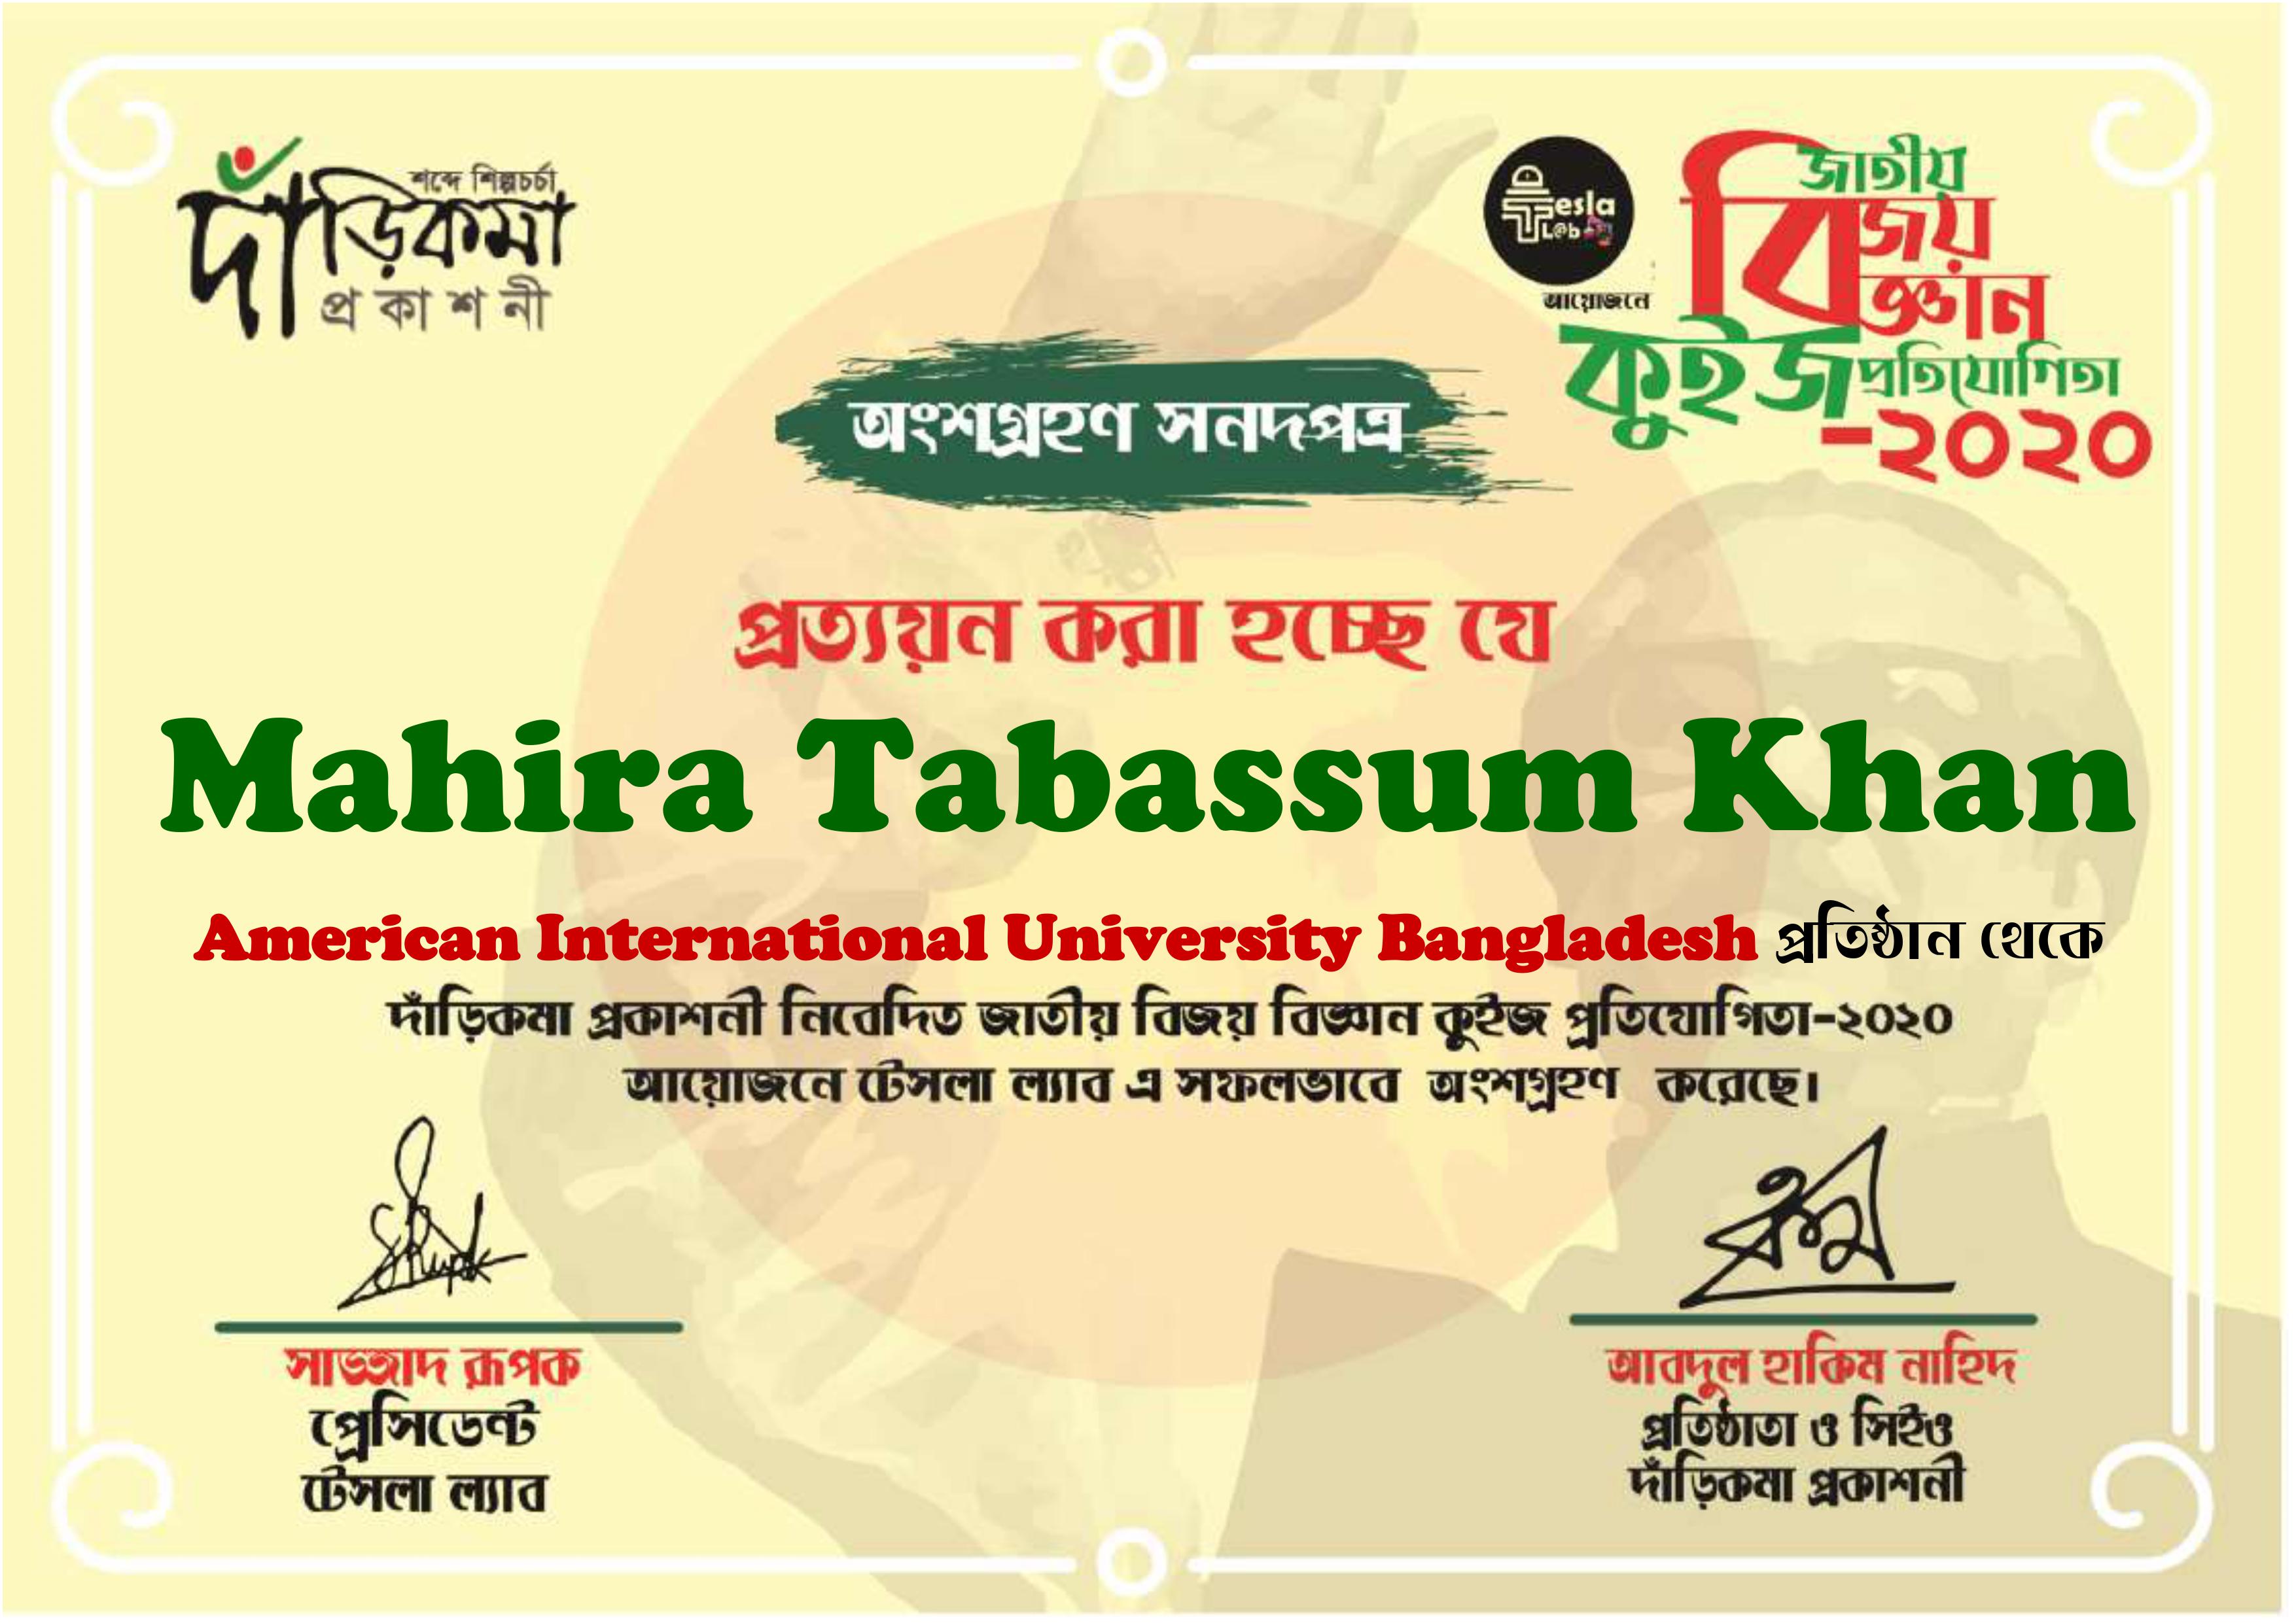 শব্দে শিল্পচর্চা
দাঁড়িকমা
প্রকাশনী
Tesla
L@b
আয়োজনে
জাতীয়
বিজয়
বিজ্ঞান
কুইজ প্রতিযোগিতা
-২০২০
অংশগ্রহণ সনদপত্র
প্রত্যয়ন করা হচ্ছে যে
Mahira Tabassum Khan
American International University Bangladesh প্রতিষ্ঠান থেকে
দাঁড়িকমা প্রকাশনী নিবেদিত জাতীয় বিজয় বিজ্ঞান কুইজ প্রতিযোগিতা-২০২০
আয়োজনে টেসলা ল্যাব এ সফলভাবে অংশগ্রহণ করেছে।
সাজ্জাদ রূপক
প্রেসিডেন্ট
টেসলা ল্যাব
আবদুল হাকিম নাহিদ
প্রতিষ্ঠাতা ও সিইও
দাঁড়িকমা প্রকাশনী